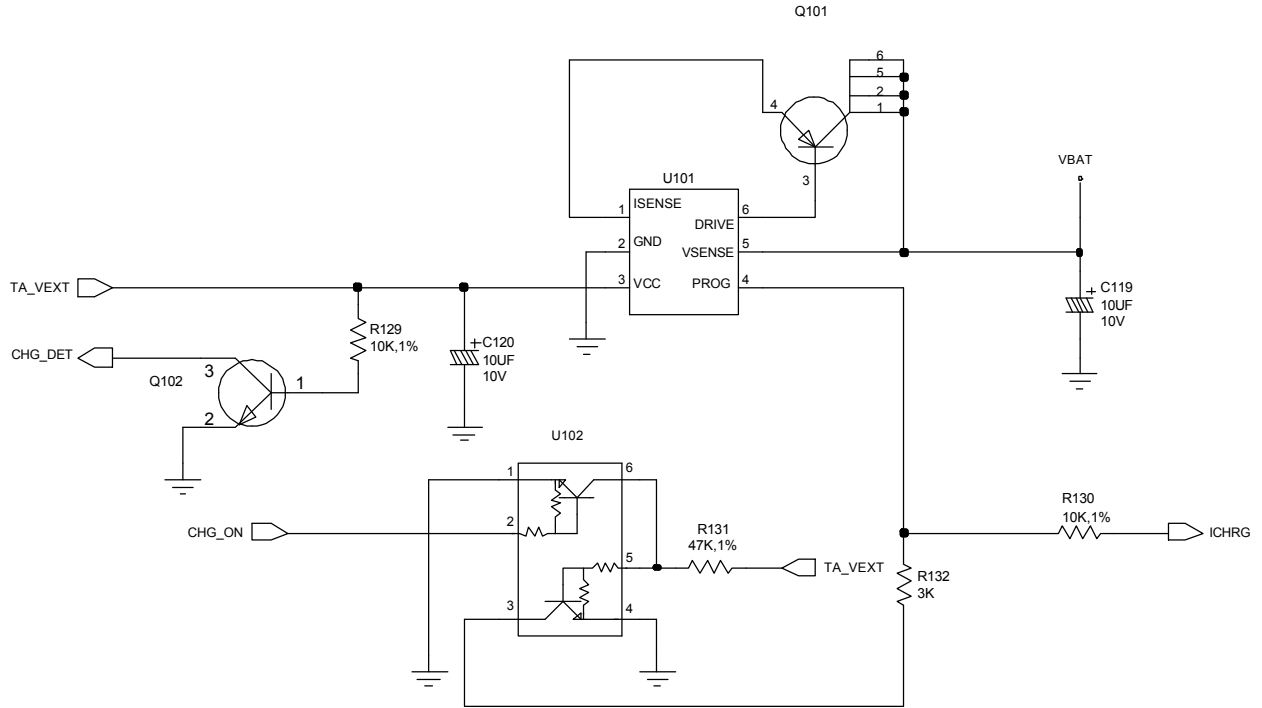 Q101
6
5
4
2
1
VBAT
3
U101
1
ISENSE
6
DRIVE
2
GND
VSENSE
5
TA_VEXT
3
VCC
PROG
4
C119
10UF
10V
R129
10K,1%
C120
10UF
10V
CHG_DET
3
Q102
1
2
U102
1
6
R130
10K,1%
CHG_ON
2
R131
47K,1%
ICHRG
5
TA_VEXT
R132
3K
3
4